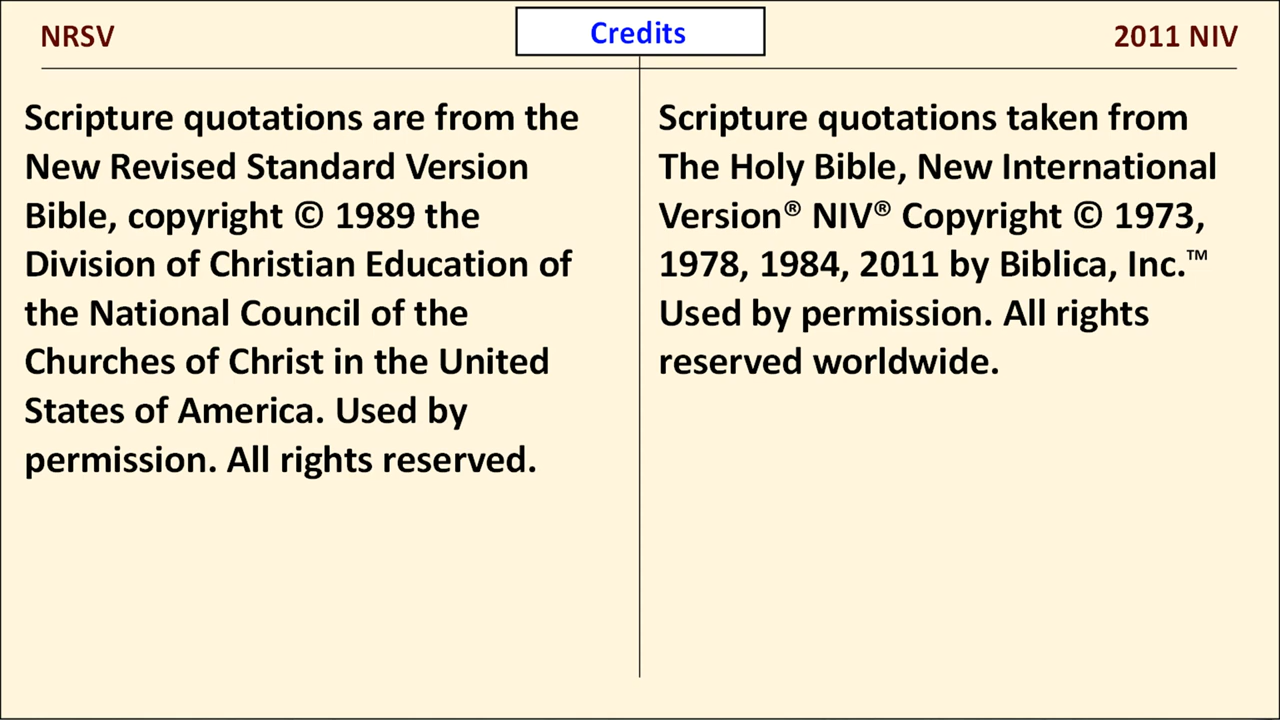 NRSV
Credits
2011 NIV
Scripture quotations are from the
New Revised Standard Version
Bible, copyright © 1989 the
Division of Christian Education of
the National Council of the
Churches of Christ in the United
States of America. Used by
permission. All rights reserved.
Scripture quotations taken from
The Holy Bible, New International
Version® NIV® Copyright © 1973,
1978, 1984, 2011 by Biblica, Inc.™
Used by permission. All rights
reserved worldwide.